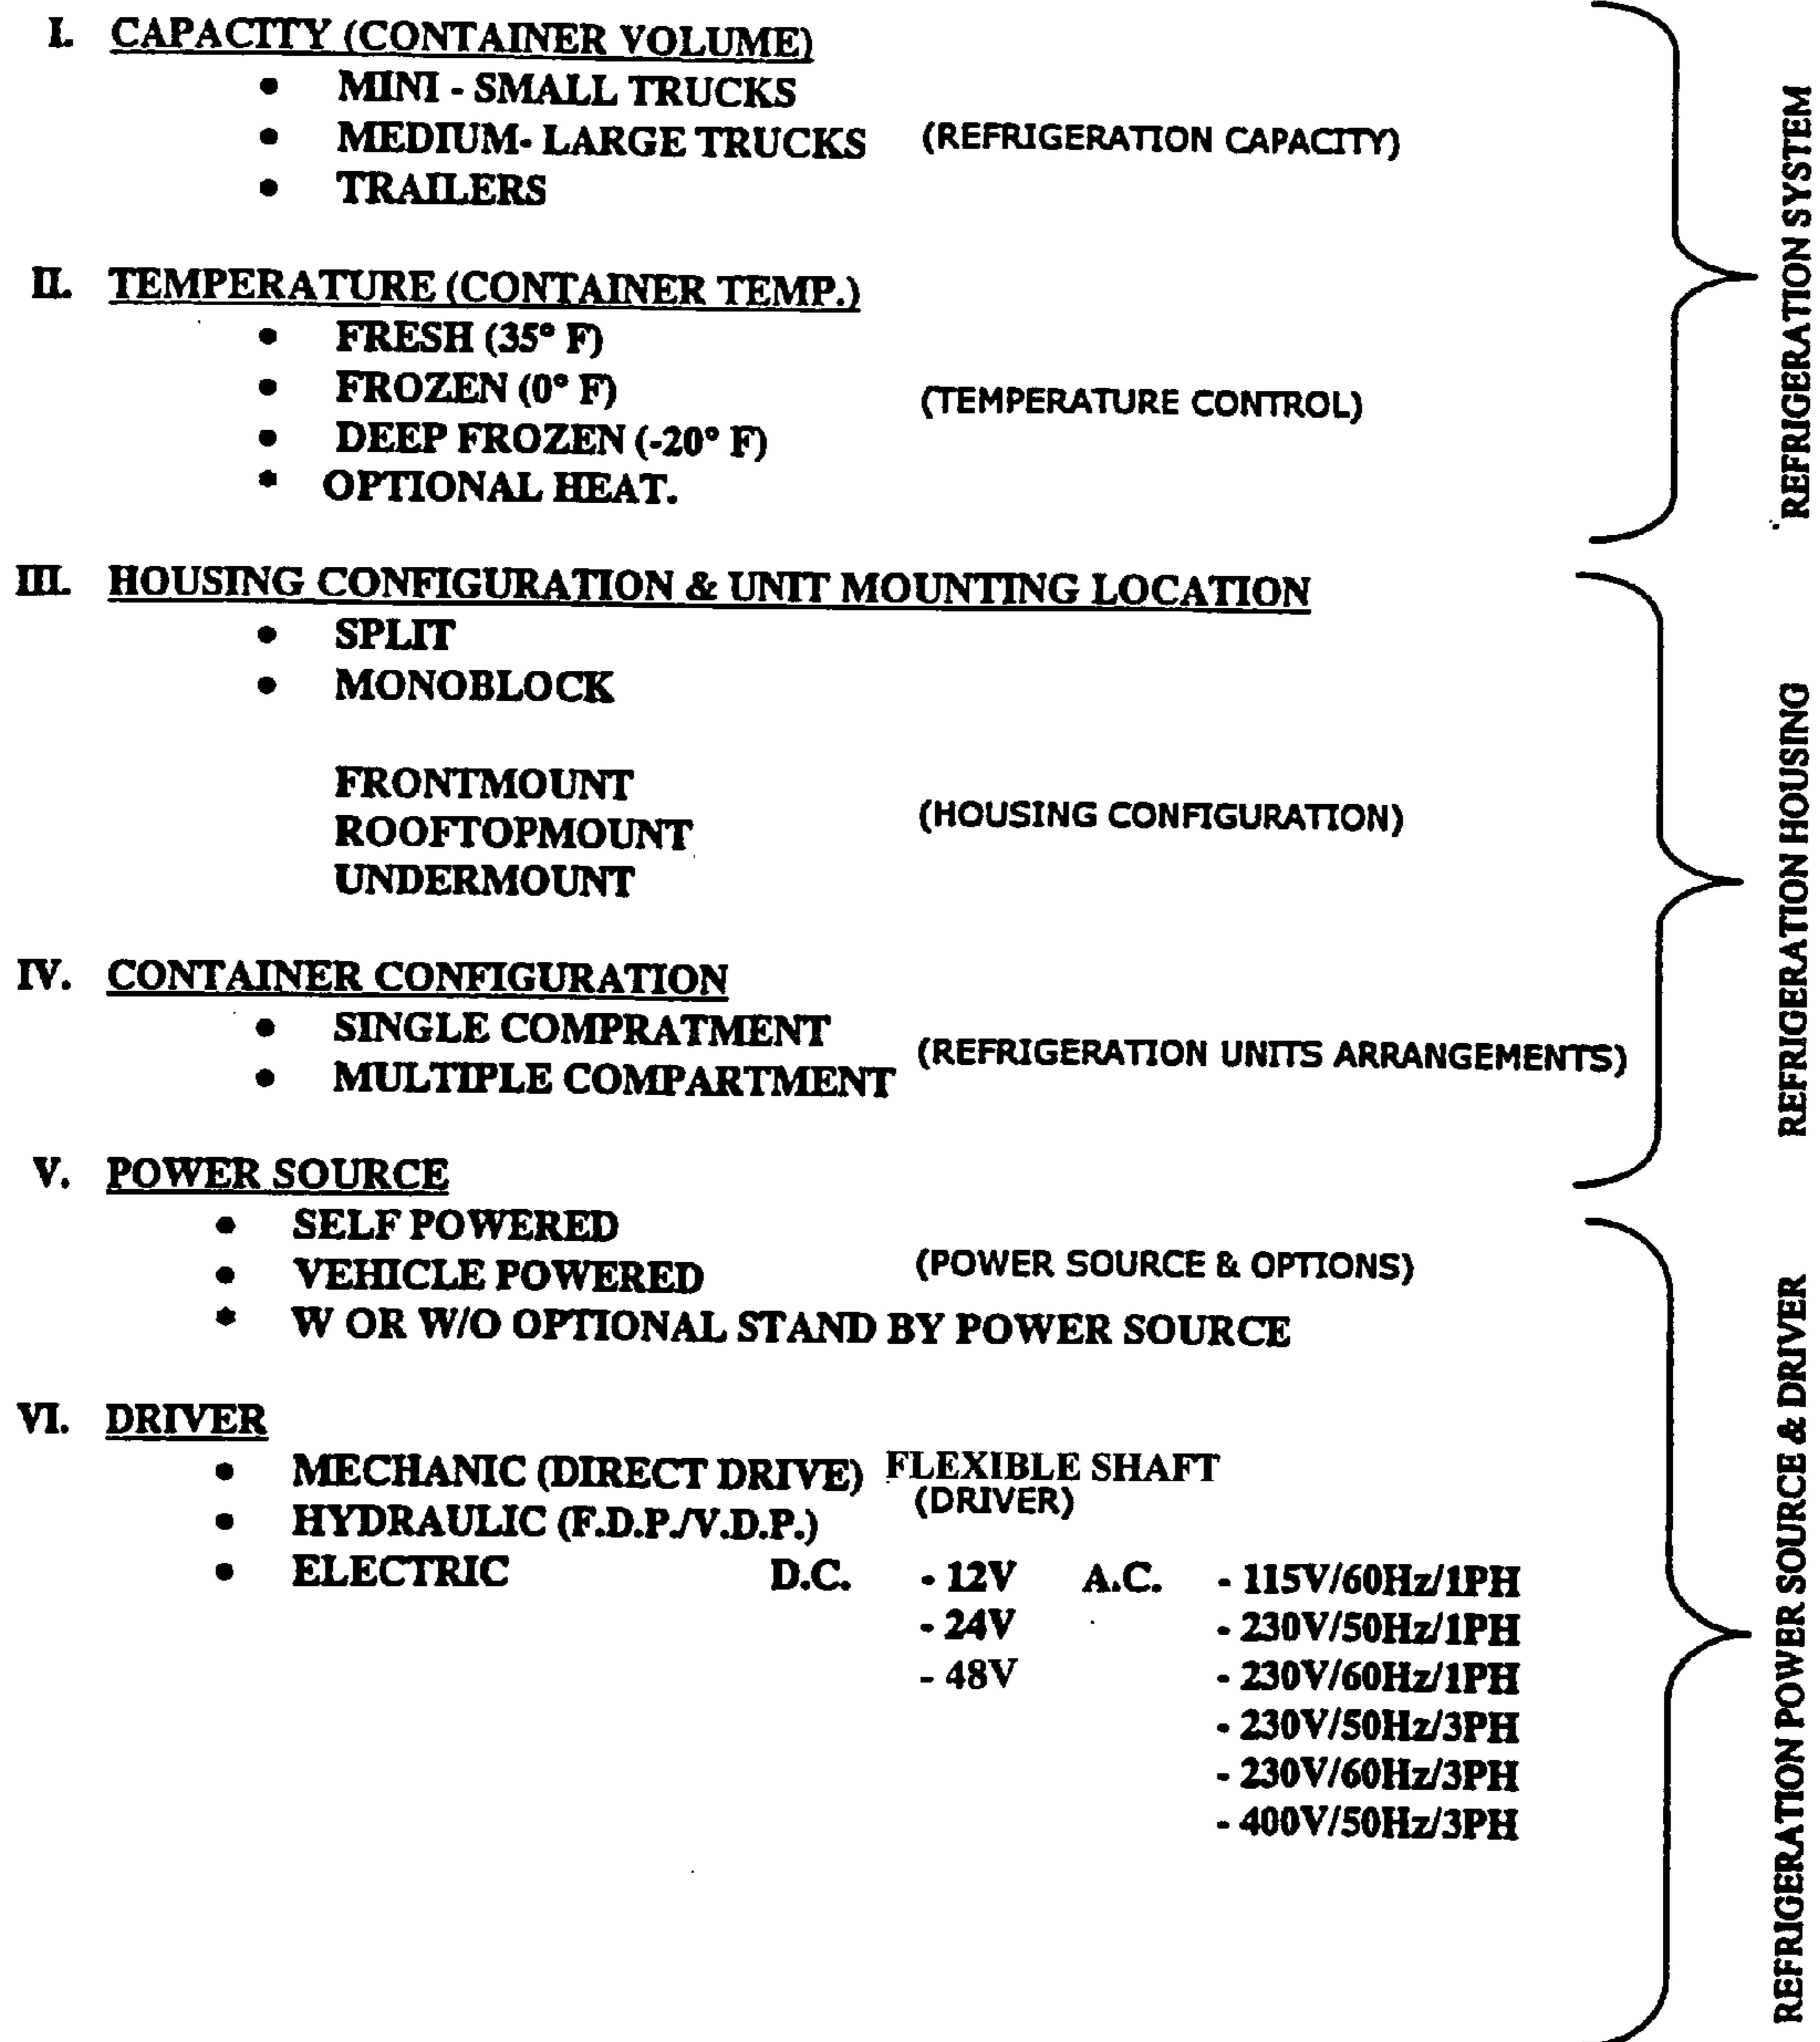 I. CAPACITY (CONTAINER VOLUME)
• MINI - SMALL TRUCKS
• MEDIUM- LARGE TRUCKS (REFRIGERATION CAPACITY)
• TRAILERS
II. TEMPERATURE (CONTAINER TEMP.)
• FRESH (35° F)
• FROZEN (0° F) (TEMPERATURE CONTROL)
• DEEP FROZEN (-20° F)
* OPTIONAL HEAT.
REFRIGERATION SYSTEM
III. HOUSING CONFIGURATION & UNIT MOUNTING LOCATION
• SPLIT
• MONOBLOCK
FRONTMOUNT
ROOFTOPMOUNT (HOUSING CONFIGURATION)
UNDERMOUNT
IV. CONTAINER CONFIGURATION
• SINGLE COMPRATMENT
• MULTIPLE COMPARTMENT (REFRIGERATION UNITS ARRANGEMENTS)
REFRIGERATION HOUSING
V. POWER SOURCE
• SELF POWERED
• VEHICLE POWERED (POWER SOURCE & OPTIONS)
* W OR W/O OPTIONAL STAND BY POWER SOURCE
VI. DRIVER
• MECHANIC (DIRECT DRIVE) FLEXIBLE SHAFT
(DRIVER)
• HYDRAULIC (F.D.P./V.D.P.)
• ELECTRIC D.C. - 12V A.C. - 115V/60Hz/1PH
- 24V - 230V/50Hz/1PH
- 48V - 230V/60Hz/1PH
- 230V/50Hz/3PH
- 230V/60Hz/3PH
- 400V/50Hz/3PH
REFRIGERATION POWER SOURCE & DRIVER